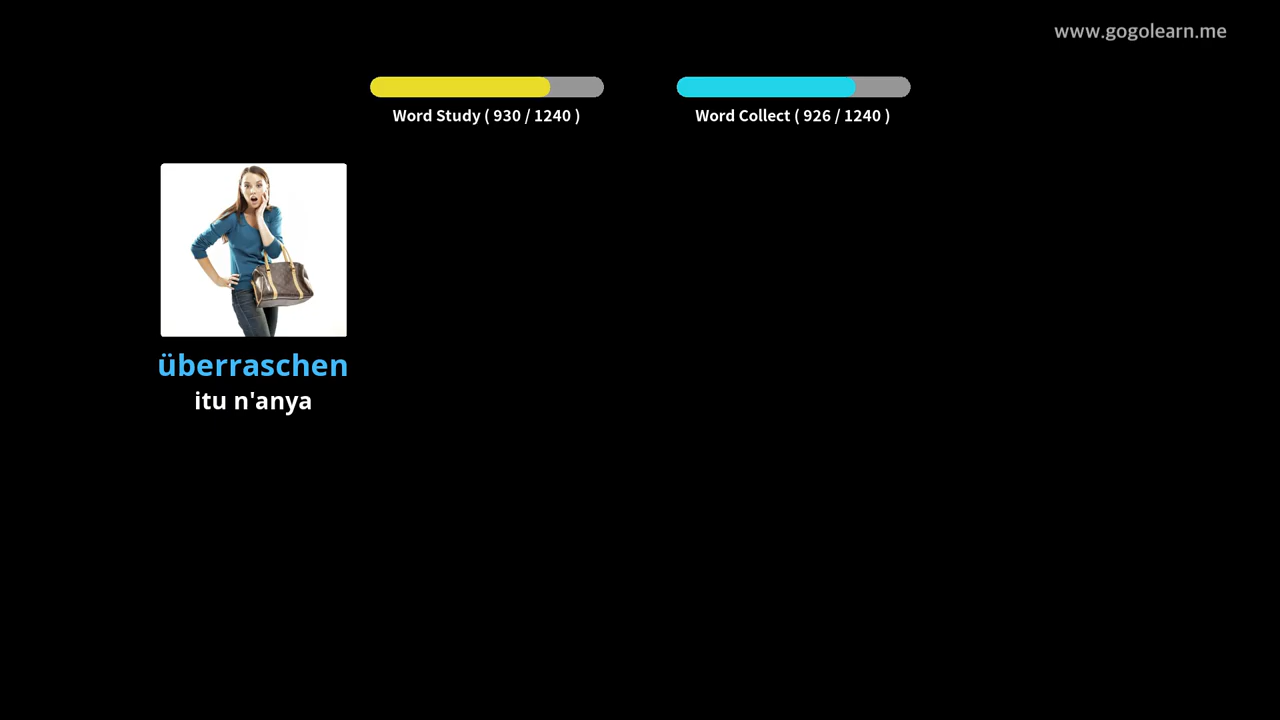 www.gogolearn.me
Word Study ( 930 / 1240 )
Word Collect ( 926 / 1240 )
überraschen
itu n'anya